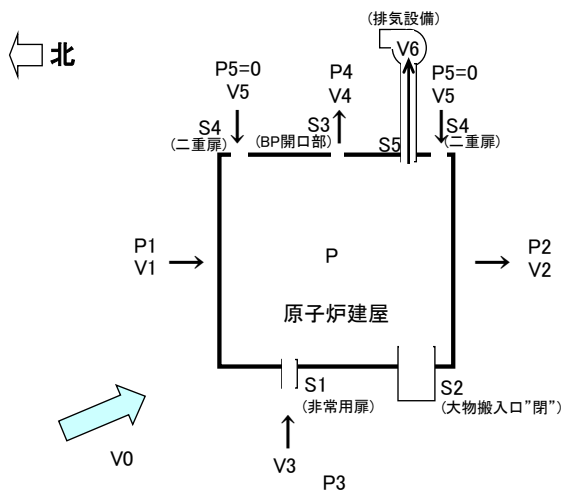 (排気設備)
北
V6
P5=0
V5
P4
V4
P5=0
V5
S4
(二重扉)
S3
(BP開口部)
S5
S4
(二重扉)
P1
V1
P
P2
V2
原子炉建屋
S1
(非常用扉)
S2
(大物搬入口”閉”)
V0
V3
P3